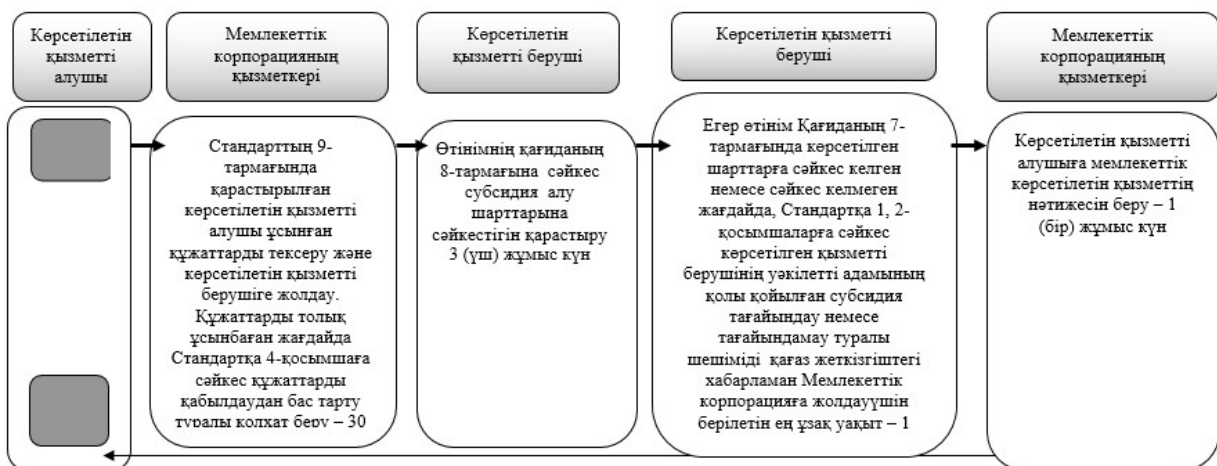 Көрсетілетін
қызметті
алушы
Мемлекеттік
корпорацияның
қызметкері
Көрсетілетін
қызметті беруші
Көрсетілетін қызметті
беруші
Мемлекеттік
корпорацияның
қызметкері
Стандарттың 9-
тармағында
қарастырылған
көрсетілетін қызметті
алушы ұсынған
құжаттарды тексеру және
көрсетілетін қызметті
берушіге жолдау.
Құжаттарды толық
ұсынбаған жағдайда
Стандартқа 4-қосымшаға
сәйкес құжаттарды
қабылдаудан бас тарту
туралы қолхат беру – 30
Өтінімнің қағиданың
8-тармағына сәйкес
субсидия алу
шарттарына
сәйкестігін қарастыру
3 (үш) жұмыс күн
Егер өтінім Қағиданың 7-
тармағында көрсетілген
шарттарға сәйкес келген
немесе сәйкес келмеген
жағдайда, Стандартқа 1, 2-
қосымшаларға сәйкес
көрсетілген қызметті
берушінің уәкілетті адамының
қолы қойылған субсидия
тағайындау немесе
тағайындамау туралы
шешіміді қағаз жеткізгіштегі
хабарламан Мемлекеттік
корпорацияға жолдауүшін
берілетін ең ұзақ уақыт – 1
Көрсетілетін қызметті
алушыға мемлекеттік
көрсетілетін қызметтің
нәтижесін беру – 1
(бір) жұмыс күн